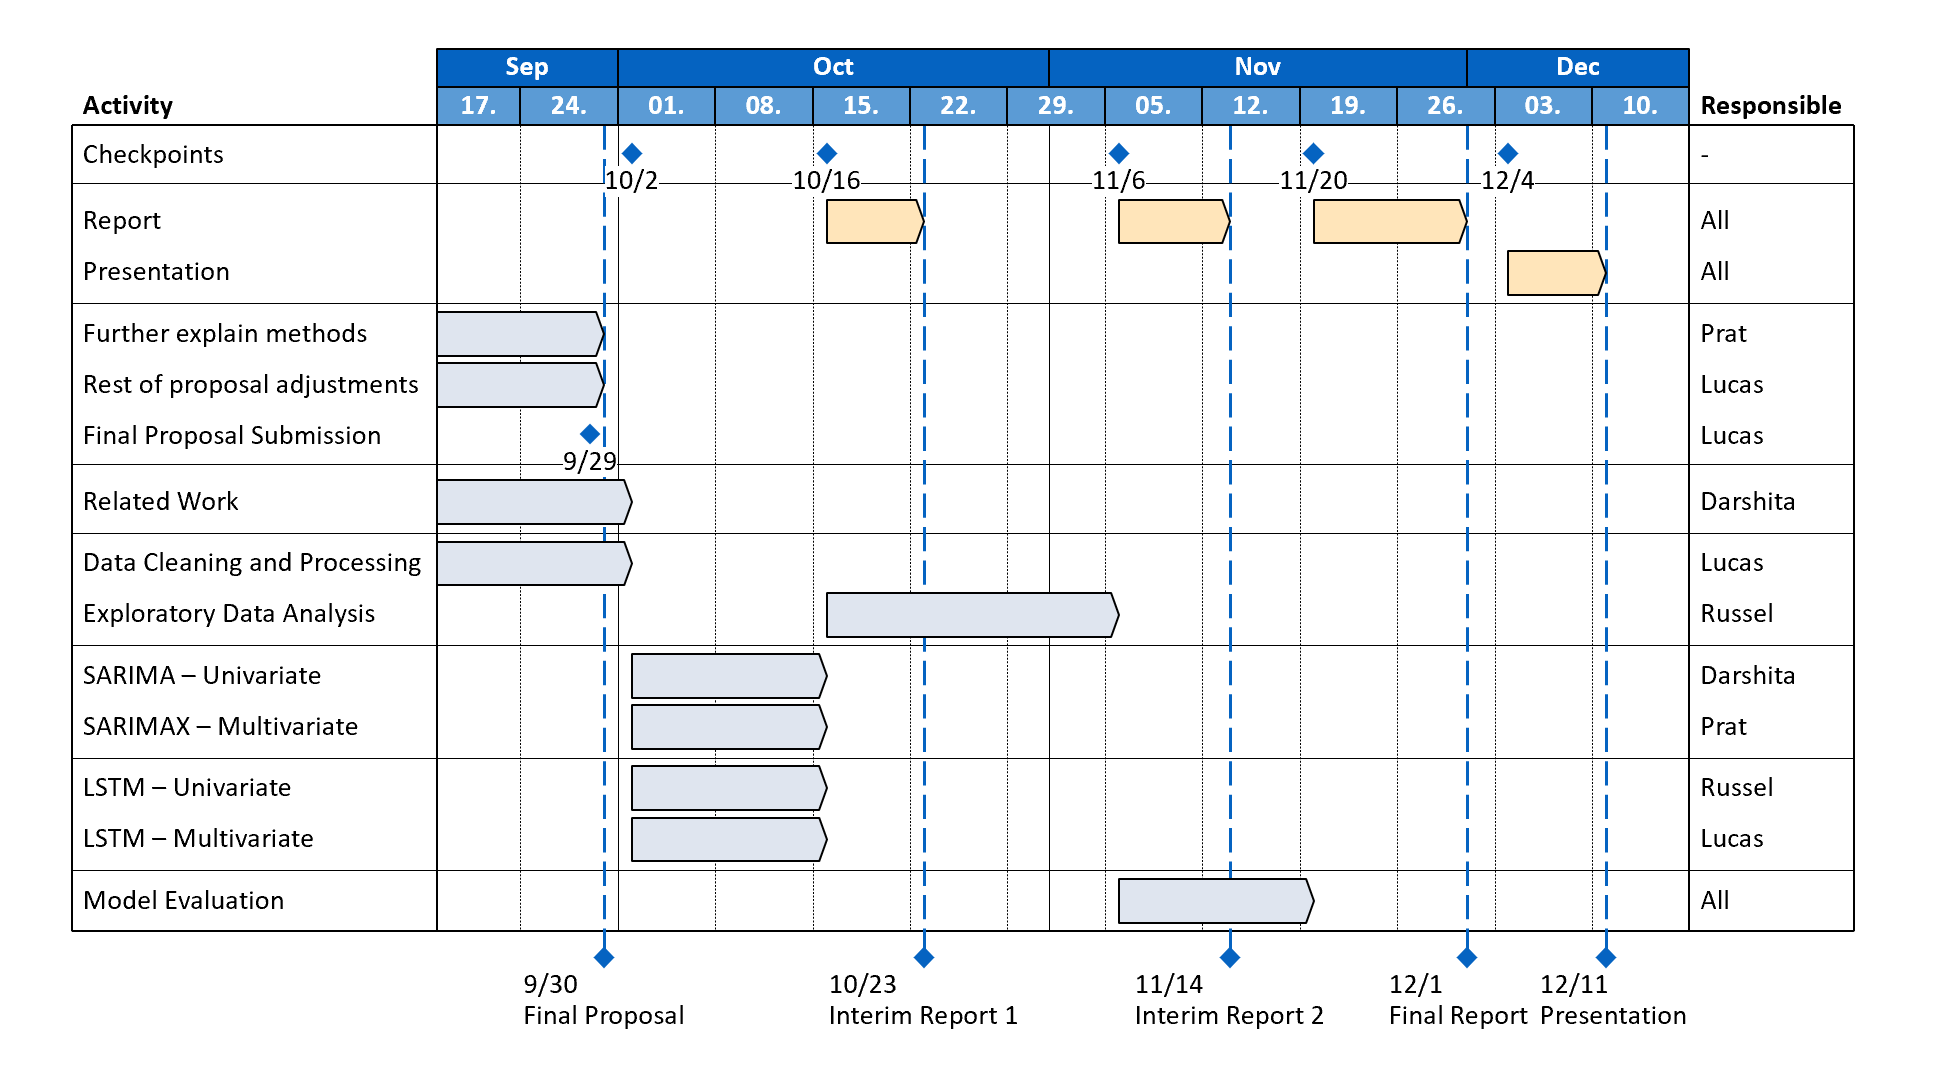 Sep Oct Nov Dec
Activity 17. 24. 01. 08. 15. 22. 29. 05. 12. 19. 26. 03. 10. Responsible
Checkpoints -
10/2 10/16 11/6 11/20 12/4
Report All
Presentation All
Further explain methods Prat
Rest of proposal adjustments Lucas
Final Proposal Submission Lucas
9/29
Related Work Darshita
Data Cleaning and Processing Lucas
Exploratory Data Analysis Russel
SARIMA – Univariate Darshita
SARIMAX – Multivariate Prat
LSTM – Univariate Russel
LSTM – Multivariate Lucas
Model Evaluation All
9/30 10/23 11/14 12/1 12/11
Final Proposal Interim Report 1 Interim Report 2 Final Report Presentation